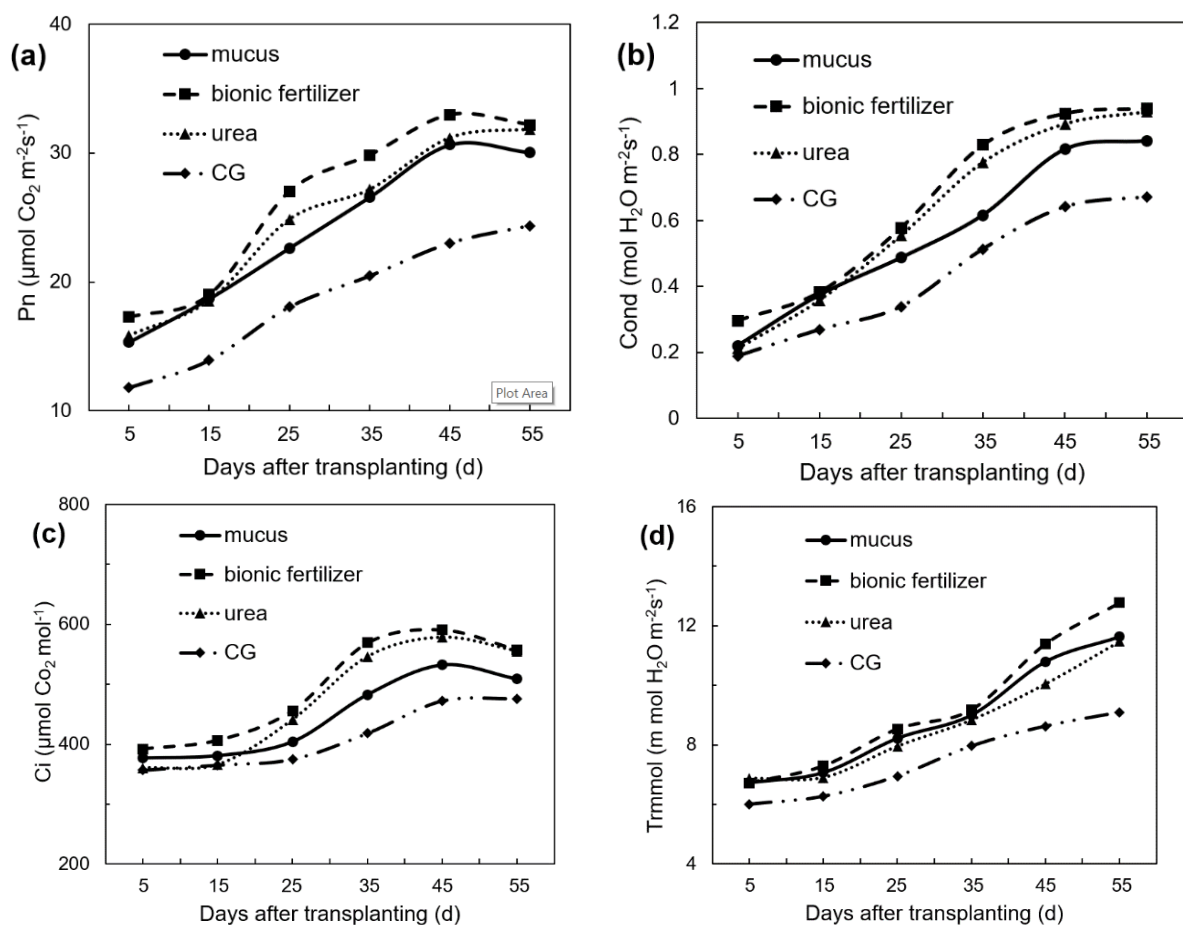 (a)
40
30
20
10
Pn (μmol Co₂ m⁻²s⁻¹)
mucus
bionic fertilizer
urea
CG
Plot Area
5 15 25 35 45 55
Days after transplanting (d)
(b)
1.2
1
0.8
0.6
0.4
0.2
0
Cond (mol H₂O m⁻²s⁻¹)
mucus
bionic fertilizer
urea
CG
5 15 25 35 45 55
Days after transplanting (d)
(c)
800
600
400
200
Ci (μmol Co₂ mol⁻¹)
mucus
bionic fertilizer
urea
CG
5 15 25 35 45 55
Days after transplanting (d)
(d)
16
12
8
4
Trmmol (m mol H₂O m⁻²s⁻¹)
mucus
bionic fertilizer
urea
CG
5 15 25 35 45 55
Days after transplanting (d)